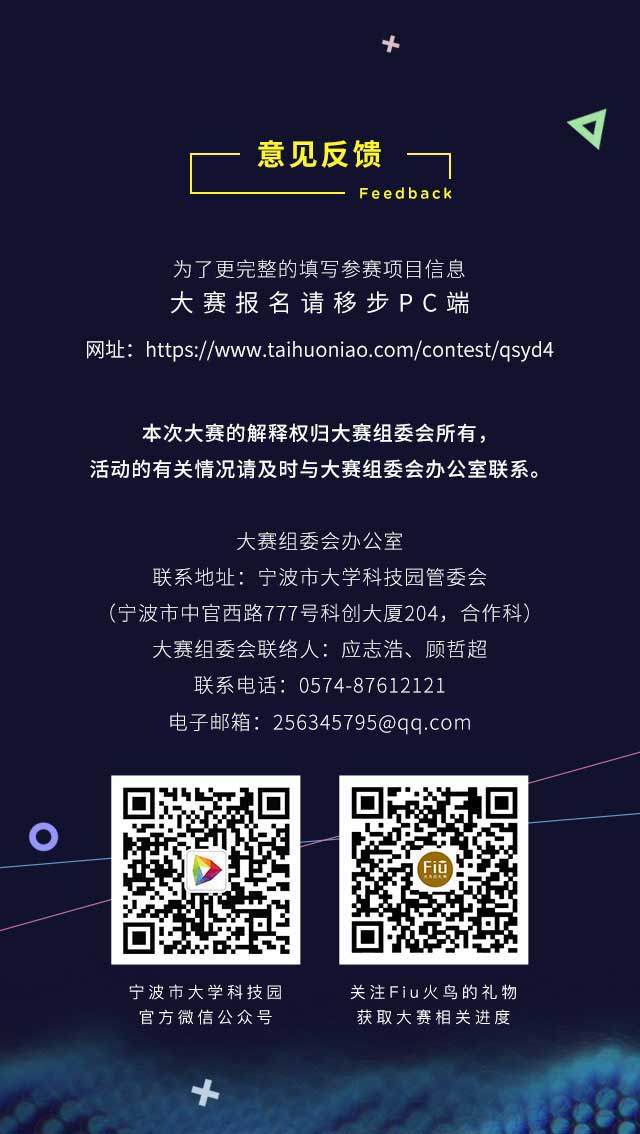 意见反馈
Feedback
为了更完整的填写参赛项目信息
大赛报名请移步PC端
网址：https://www.taihuoniao.com/contest/qsyd4
本次大赛的解释权归大赛组委会所有，
活动的有关情况请及时与大赛组委会办公室联系。
大赛组委会办公室
联系地址：宁波市大学科技园管委会
（宁波市中官西路777号科创大厦204，合作科）
大赛组委会联络人：应志浩、顾哲超
联系电话：0574-87612121
电子邮箱：256345795@qq.com
Fiu
宁波市大学科技园
官方微信公众号
关注Fiu火鸟的礼物
获取大赛相关进度